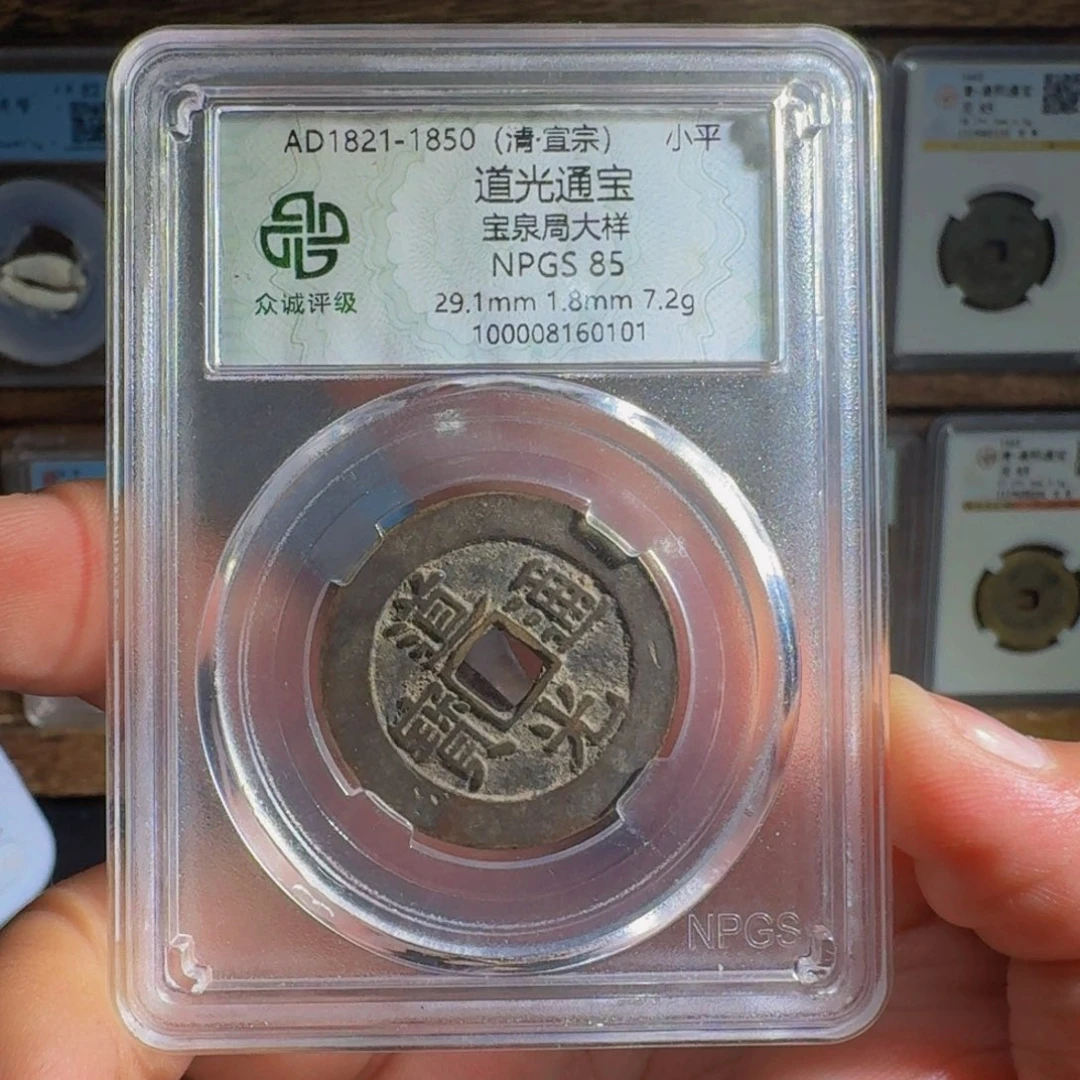 AD1821-1850 (清·宣宗) 小平
道光通宝
宝泉局大样
NPGS 85
29.1mm 1.8mm 7.2g
100008160101
众诚评级
道光通寶
NPGS